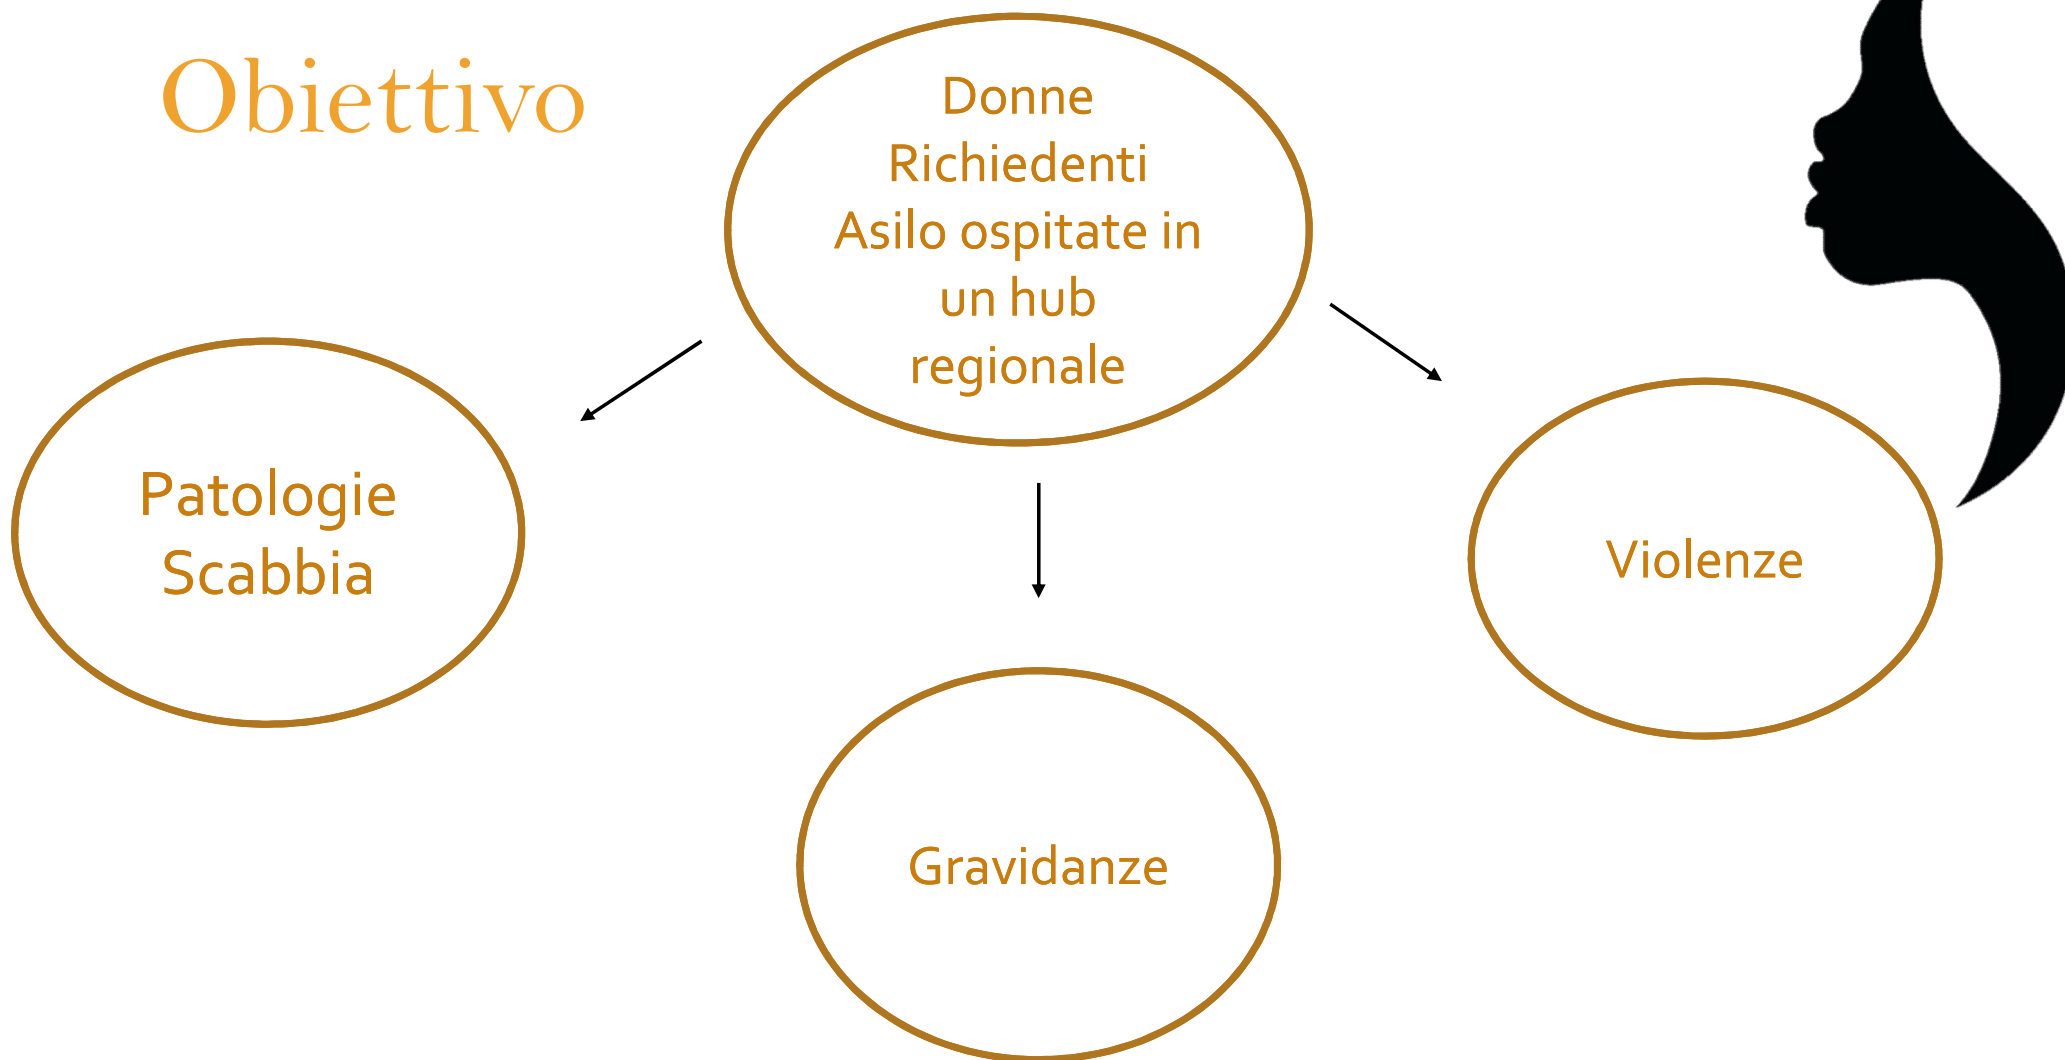 Obiettivo
Donne
Richiedenti
Asilo ospitate in
un hub
regionale
Patologie
Scabbia
Violenze
Gravidanze